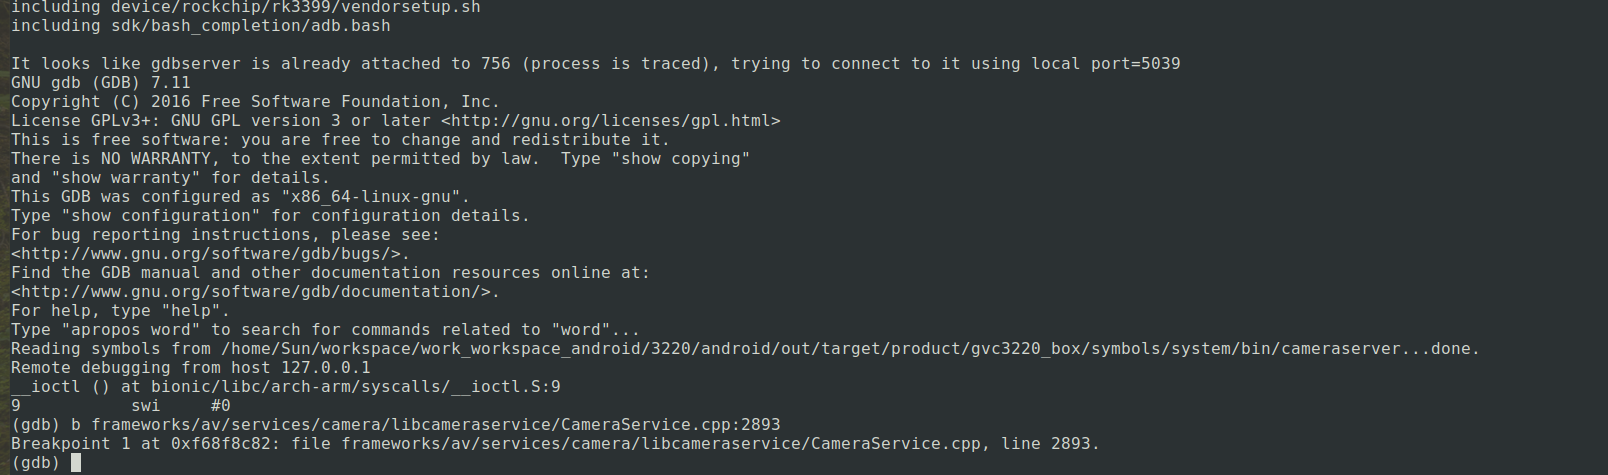 including device/rockchip/rk3399/vendorsetup.sh
including sdk/bash_completion/adb.bash
It looks like gdbserver is already attached to 756 (process is traced), trying to connect to it using local port=5039
GNU gdb (GDB) 7.11
Copyright (C) 2016 Free Software Foundation, Inc.
License GPLv3+: GNU GPL version 3 or later <http://gnu.org/licenses/gpl.html>
This is free software: you are free to change and redistribute it.
There is NO WARRANTY, to the extent permitted by law.  Type "show copying"
and "show warranty" for details.
This GDB was configured as "x86_64-linux-gnu".
Type "show configuration" for configuration details.
For bug reporting instructions, please see:
<http://www.gnu.org/software/gdb/bugs/>.
Find the GDB manual and other documentation resources online at:
<http://www.gnu.org/software/gdb/documentation/>.
For help, type "help".
Type "apropos word" to search for commands related to "word"...
Reading symbols from /home/Sun/workspace/work_workspace_android/3220/android/out/target/product/gvc3220_box/symbols/system/bin/cameraserver...done.
Remote debugging from host 127.0.0.1
__ioctl () at bionic/libc/arch-arm/syscalls/__ioctl.S:9
9           swi     #0
(gdb) b frameworks/av/services/camera/libcameraservice/CameraService.cpp:2893
Breakpoint 1 at 0xf68f8c82: file frameworks/av/services/camera/libcameraservice/CameraService.cpp, line 2893.
(gdb)